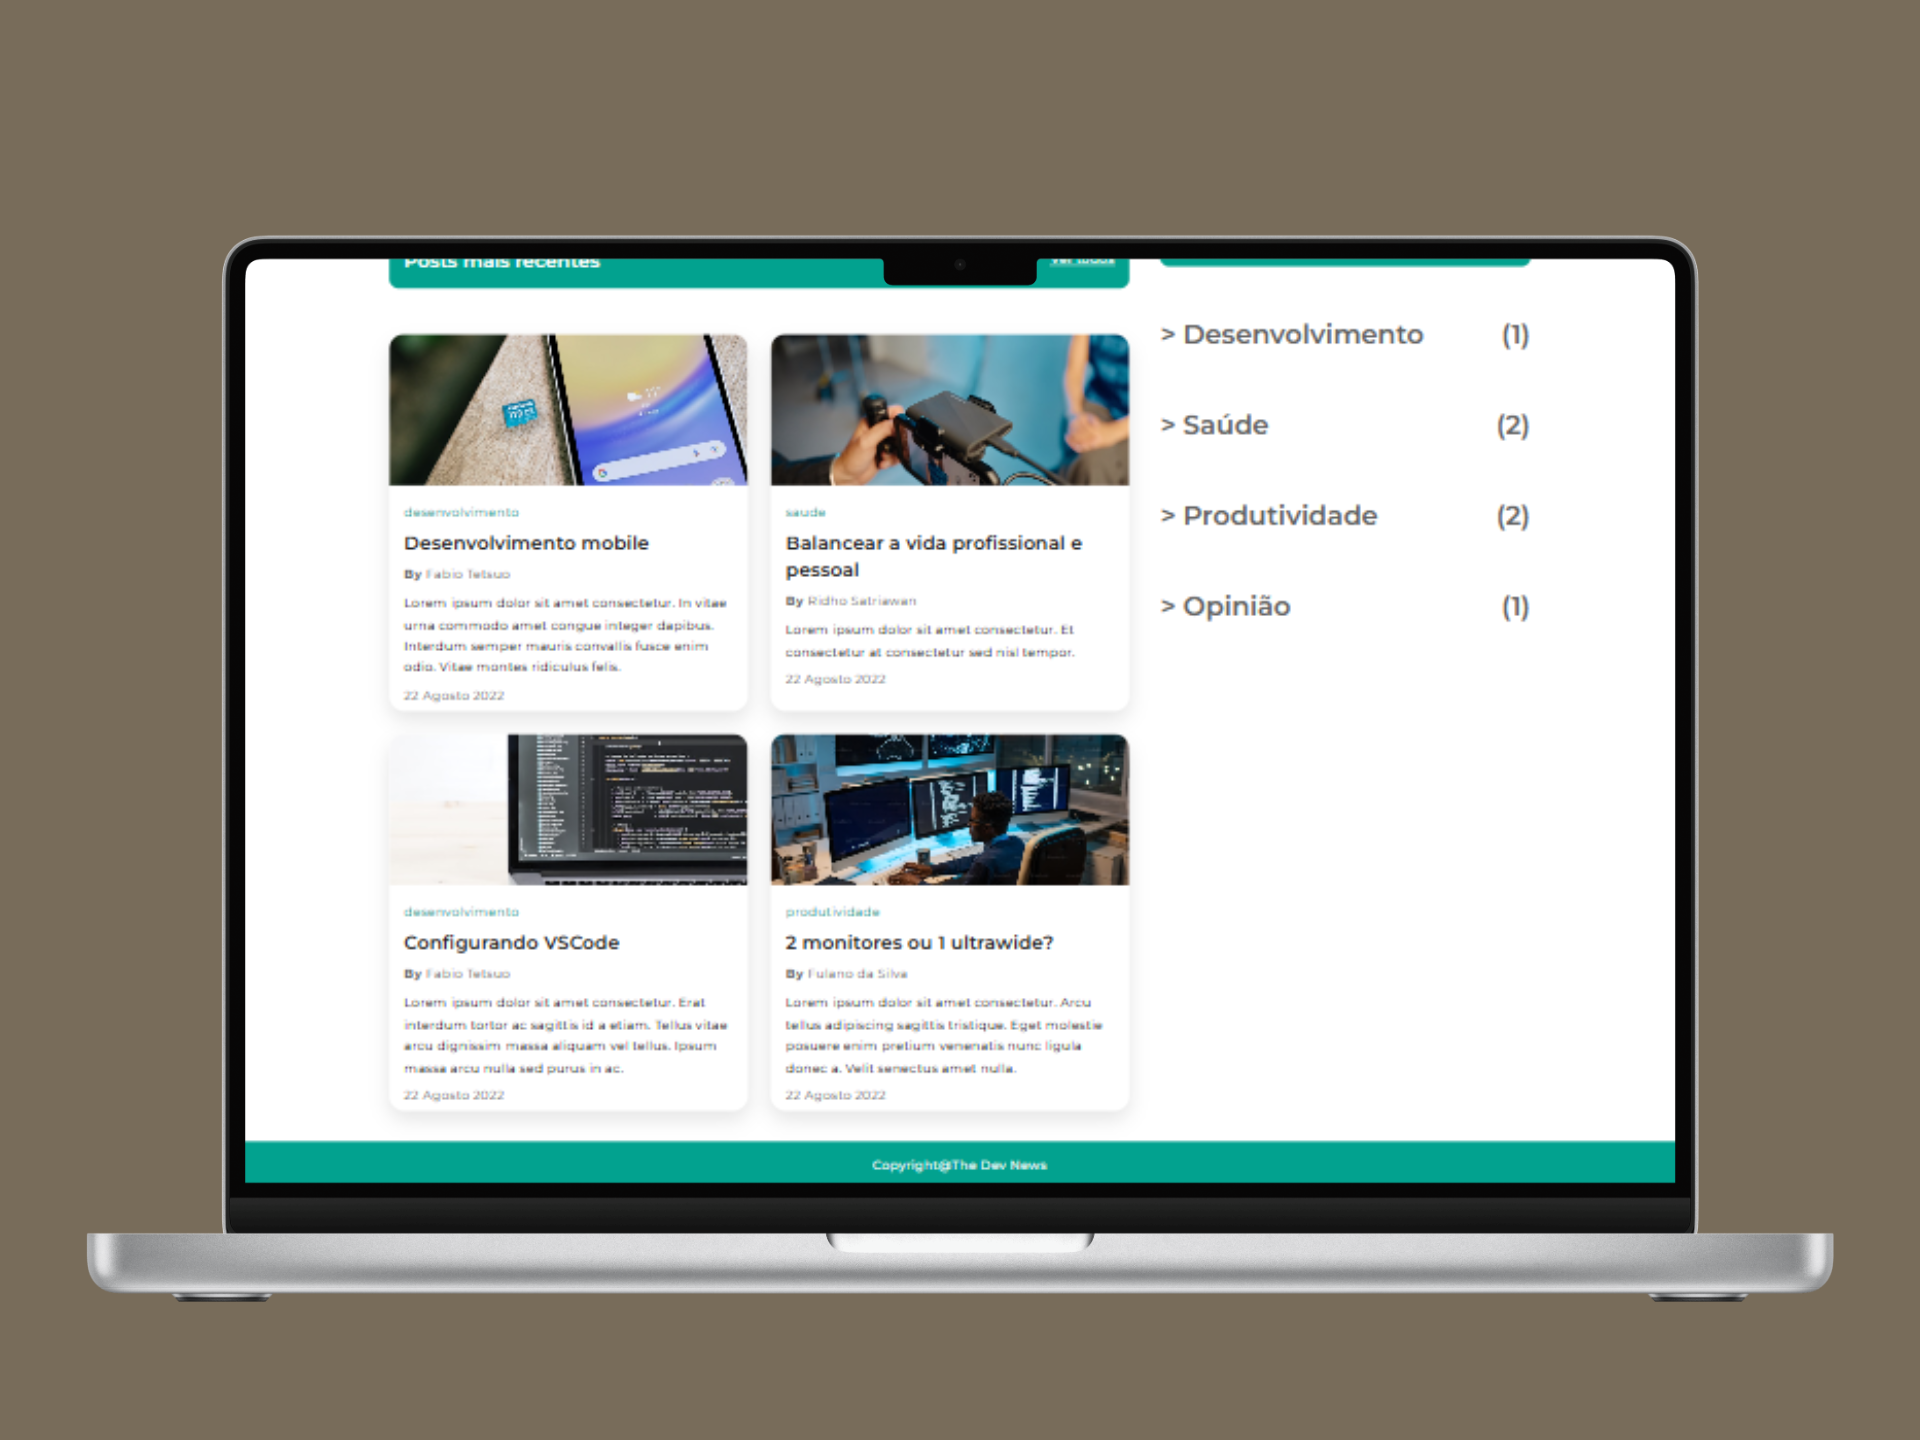 Posts mais recentes
Ver todos
desenvolvimento
Desenvolvimento mobile
By Fabio Tetsuo
Lorem ipsum dolor sit amet consectetur. In vitae
urna commodo amet congue integer dapibus.
Interdum semper mauris convallis fusce enim
odio. Vitae montes ridiculus felis.
22 Agosto 2022
saude
Balancear a vida profissional e
pessoal
By Ridho Satriawan
Lorem ipsum dolor sit amet consectetur. Et
consectetur at consectetur sed nisl tempor.
22 Agosto 2022
desenvolvimento
Configurando VSCode
By Fabio Tetsuo
Lorem ipsum dolor sit amet consectetur. Erat
interdum tortor ac sagittis id a etiam. Tellus vitae
arcu dignissim massa aliquam vel tellus. Ipsum
massa arcu nulla sed purus in ac.
22 Agosto 2022
produtividade
2 monitores ou 1 ultrawide?
By Fulano da Silva
Lorem ipsum dolor sit amet consectetur. Arcu
tellus adipiscing sagittis tristique. Eget molestie
posuere enim pretium venenatis nunc ligula
donec a. Velit senectus amet nulla.
22 Agosto 2022
> Desenvolvimento (1)
> Saúde (2)
> Produtividade (2)
> Opinião (1)
Copyright@The Dev News